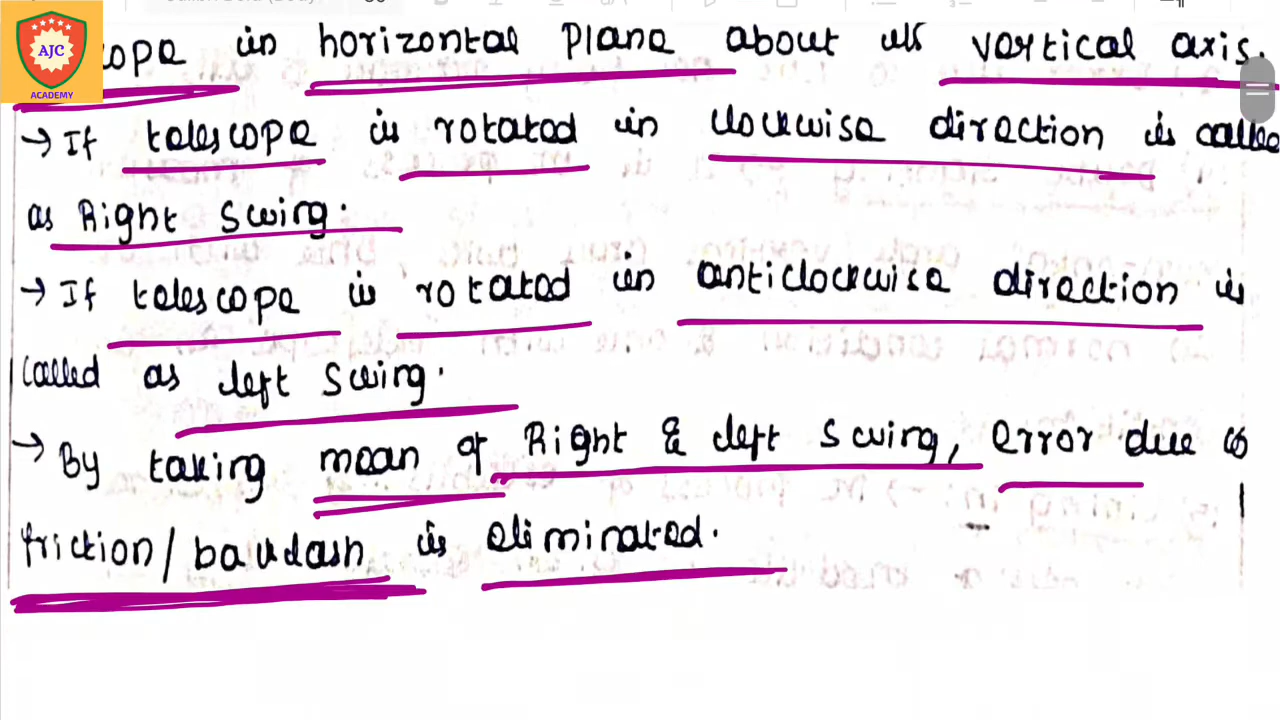 AJC
ACADEMY
in horizontal plane about its vertical axis.
→ If telescope is rotated in clockwise direction is called
as Right swing.
→ If telescope is rotated in anticlockwise direction is
called as left swing.
→ By taking mean of Right & left swing, error due to
friction/backlash is eliminated.